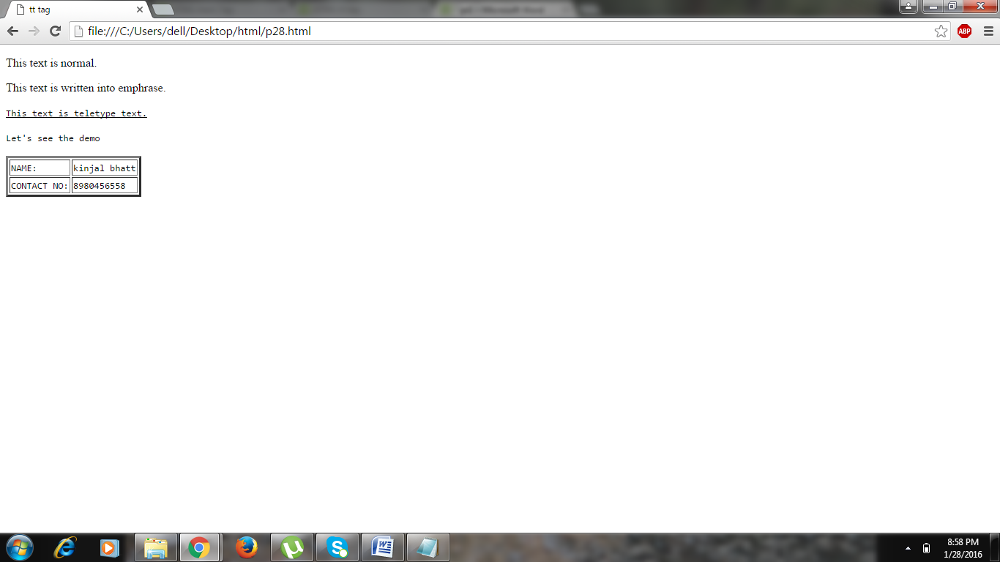 tt tag
file:///C:/Users/dell/Desktop/html/p28.html
ABP
This text is normal.
This text is written into emphrase.
This text is teletype text.
Let's see the demo
NAME: kinjal bhatt
CONTACT NO: 8980456558
8:58 PM
1/28/2016